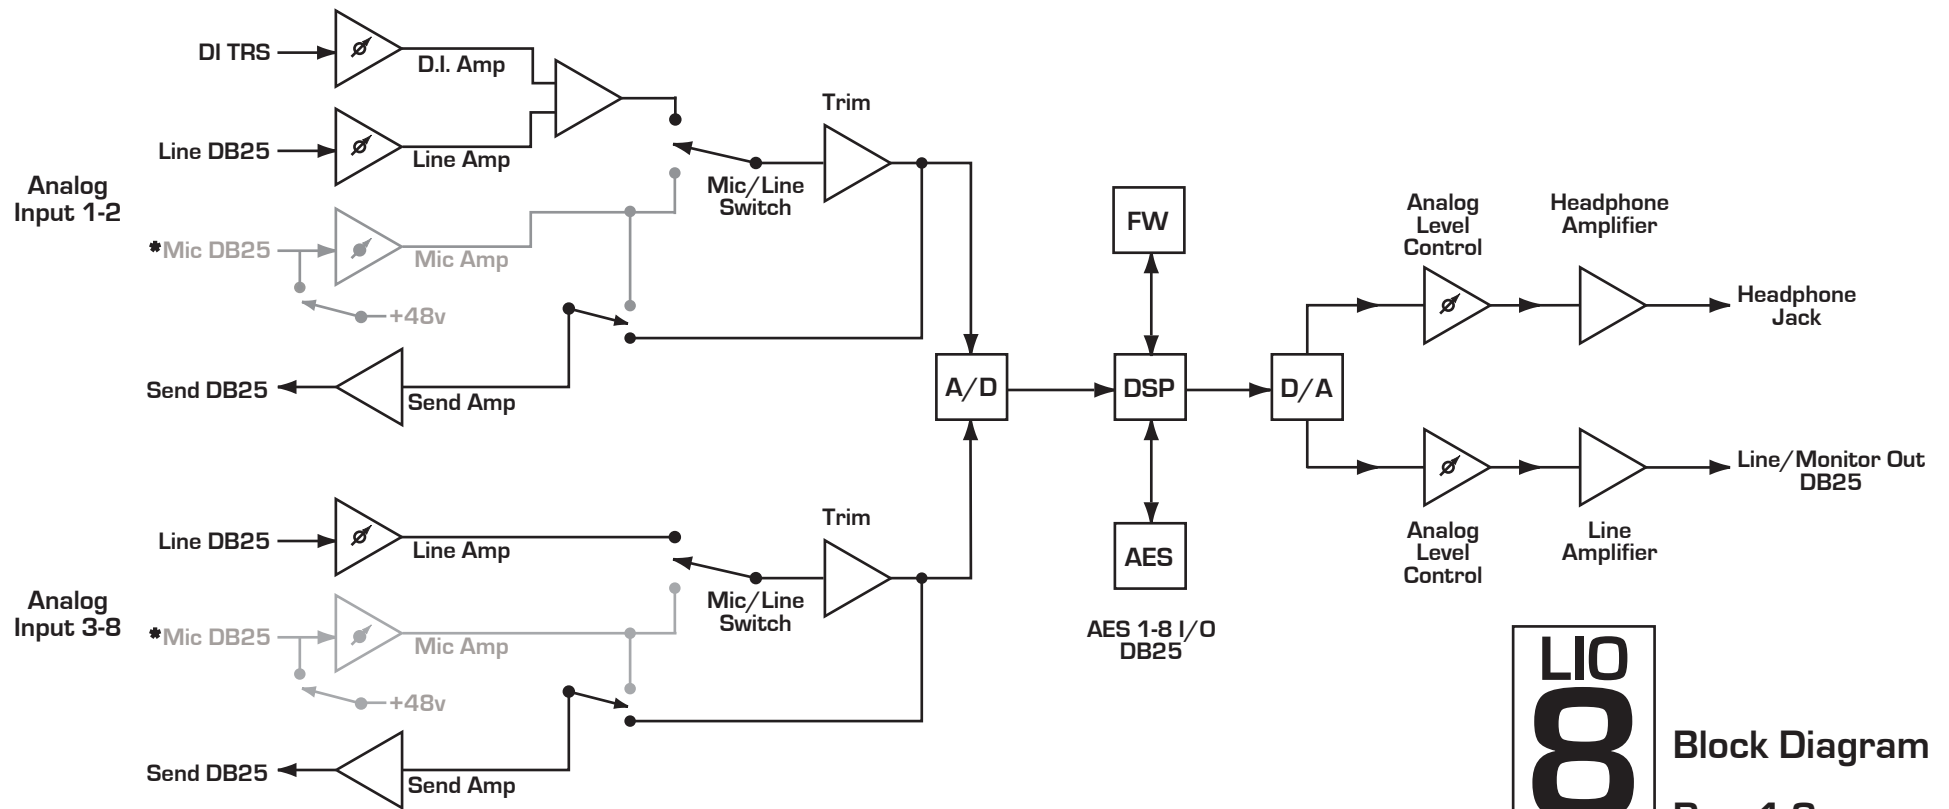 DI TRS
D.I. Amp
Line DB25
Line Amp
Analog
Input 1-2
*Mic DB25
Mic Amp
+48v
Send DB25
Send Amp
Mic/Line
Switch
Trim
Line DB25
Line Amp
Analog
Input 3-8
*Mic DB25
Mic Amp
+48v
Send DB25
Send Amp
Mic/Line
Switch
Trim
A/D
FW
DSP
AES
AES 1-8 I/O
DB25
D/A
Analog
Level
Control
Headphone
Amplifier
Headphone
Jack
Line/Monitor Out
DB25
Analog
Level
Control
Line
Amplifier
LIO
8
Block Diagram